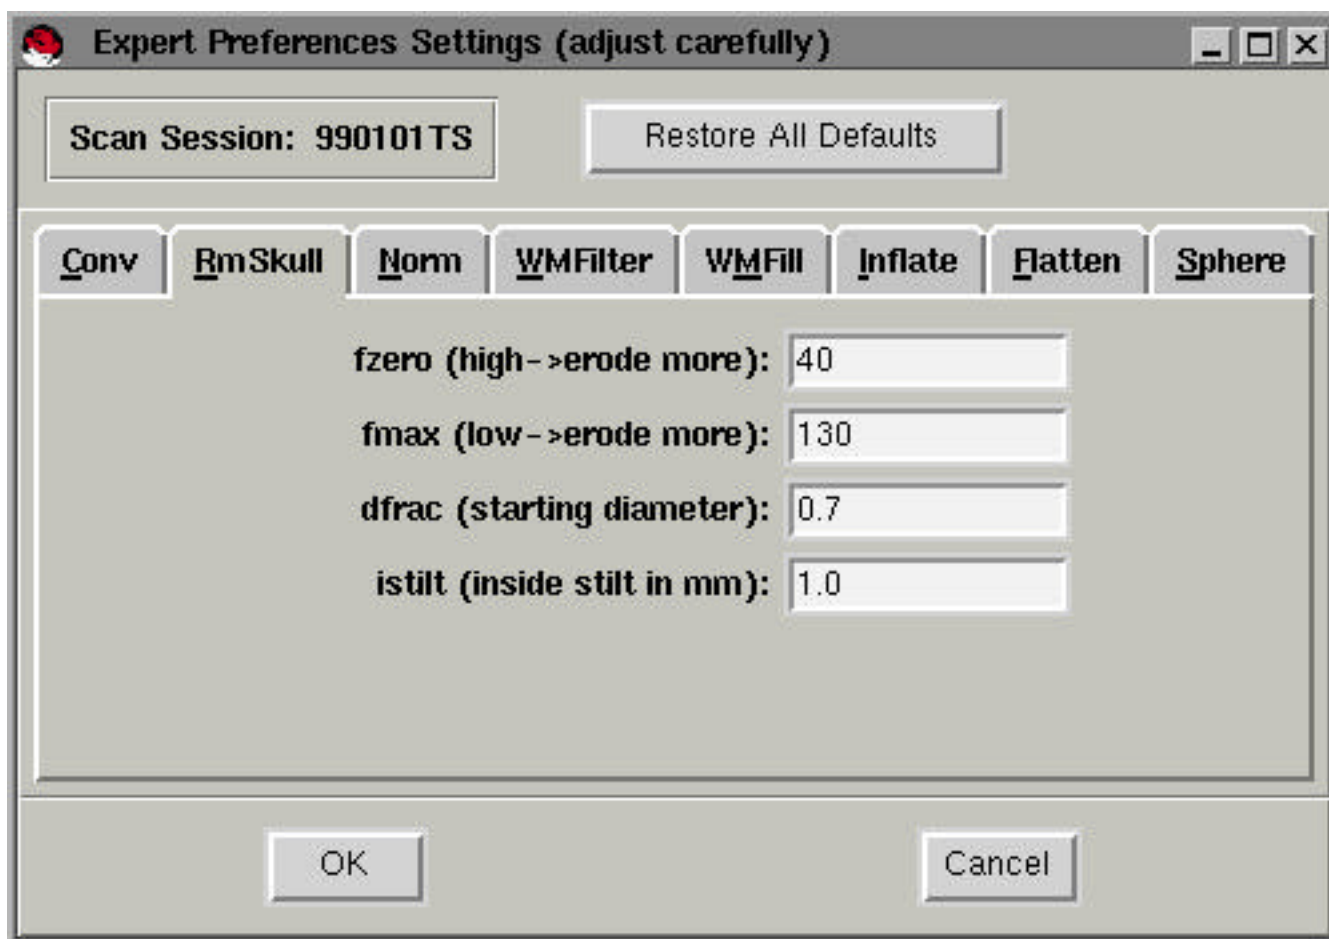 Expert Preferences Settings (adjust carefully)
Scan Session: 990101TS
Restore All Defaults
Conv RmSkull Norm WMFilter WMFill Inflate Flatten Sphere
fzero (high->erode more): 40
fmax (low->erode more): 130
dfrac (starting diameter): 0.7
istilt (inside stilt in mm): 1.0
OK Cancel